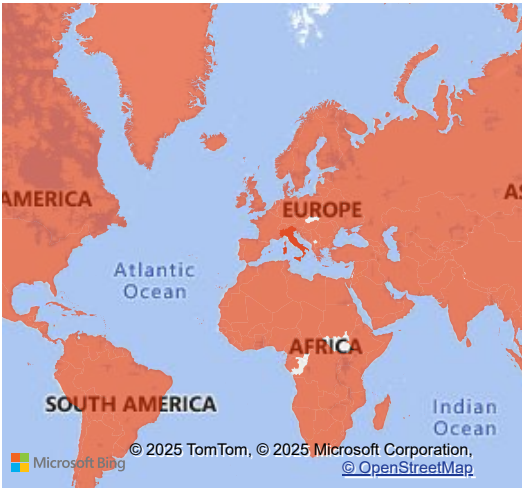 AMERICA
EUROPE
AS
Atlantic
Ocean
AFRICA
SOUTH AMERICA
Indian
Ocean
© 2025 TomTom, © 2025 Microsoft Corporation,
Microsoft Bing
© OpenStreetMap